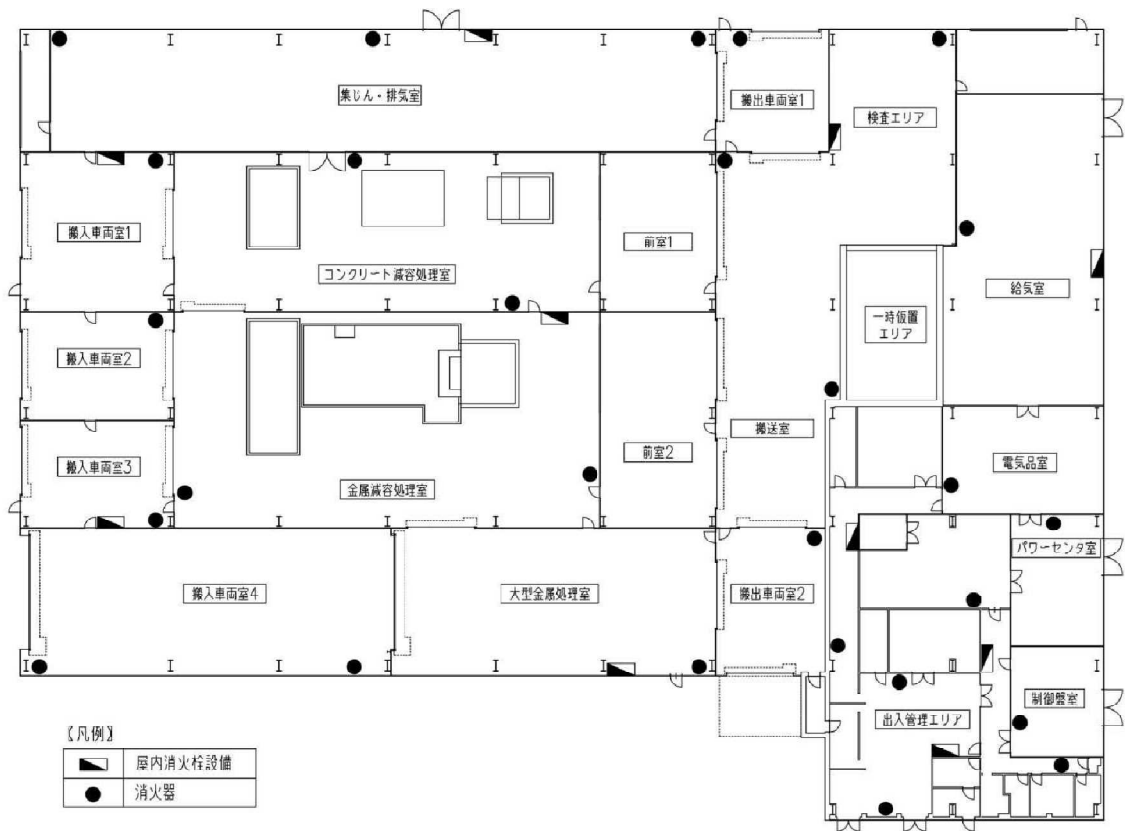 集じん・排気室
搬出車両室1
検査エリア
搬入車両室1
コンクリート減容処理室
前室1
給気室
一時仮置
エリア
搬入車両室2
搬入車両室3
金属減容処理室
前室2
搬送室
電気品室
搬入車両室4
大型金属処理室
搬出車両室2
パワーセンタ室
出入管理エリア
制御盤室
【凡例】
屋内消火栓設備
消火器